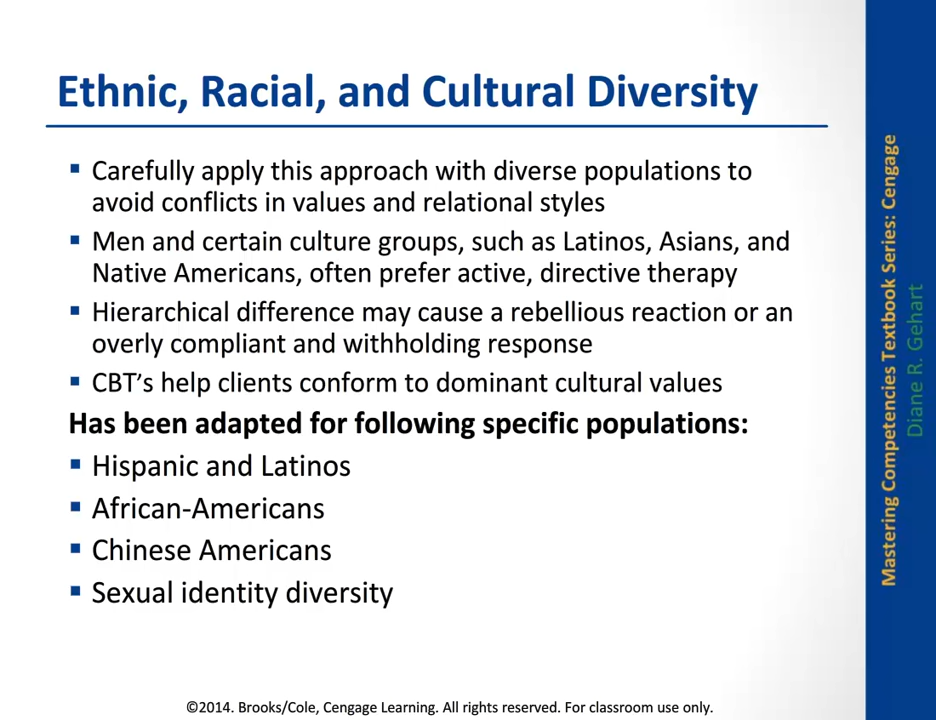 Ethnic, Racial, and Cultural Diversity
▪ Carefully apply this approach with diverse populations to
avoid conflicts in values and relational styles
▪ Men and certain culture groups, such as Latinos, Asians, and
Native Americans, often prefer active, directive therapy
▪ Hierarchical difference may cause a rebellious reaction or an
overly compliant and withholding response
▪ CBT’s help clients conform to dominant cultural values
Has been adapted for following specific populations:
▪ Hispanic and Latinos
▪ African-Americans
▪ Chinese Americans
▪ Sexual identity diversity
©2014. Brooks/Cole, Cengage Learning. All rights reserved. For classroom use only.
Mastering Competencies Textbook Series: Cengage
Diane R. Gehart